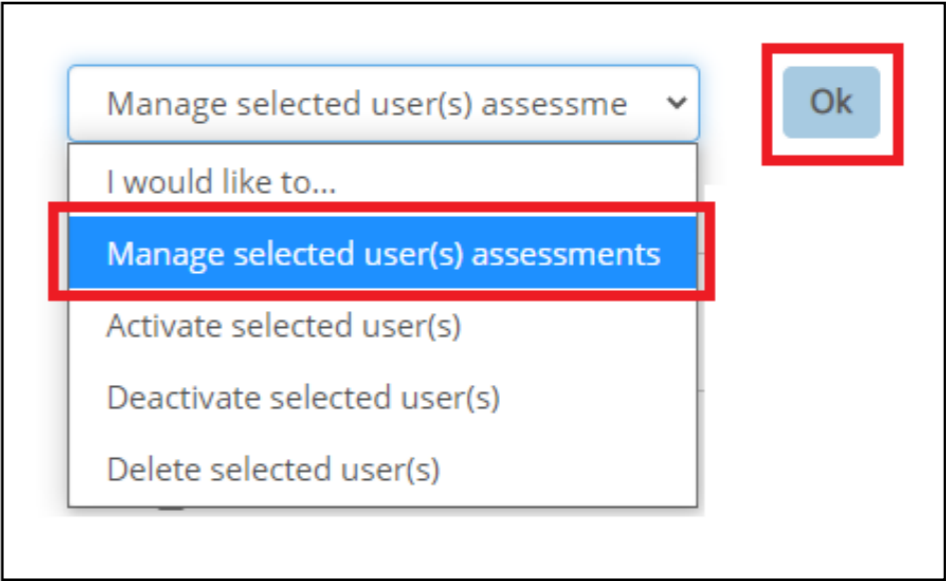 Manage selected user(s) assessme
Ok
I would like to...
Manage selected user(s) assessments
Activate selected user(s)
Deactivate selected user(s)
Delete selected user(s)